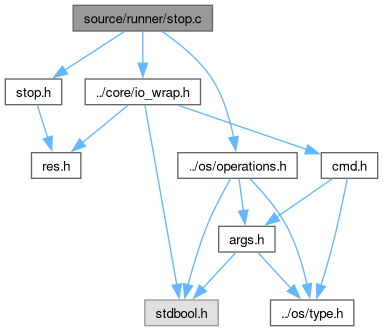 source/runner/stop.c
stop.h
../core/io_wrap.h
res.h
../os/operations.h
cmd.h
args.h
stdbool.h
../os/type.h